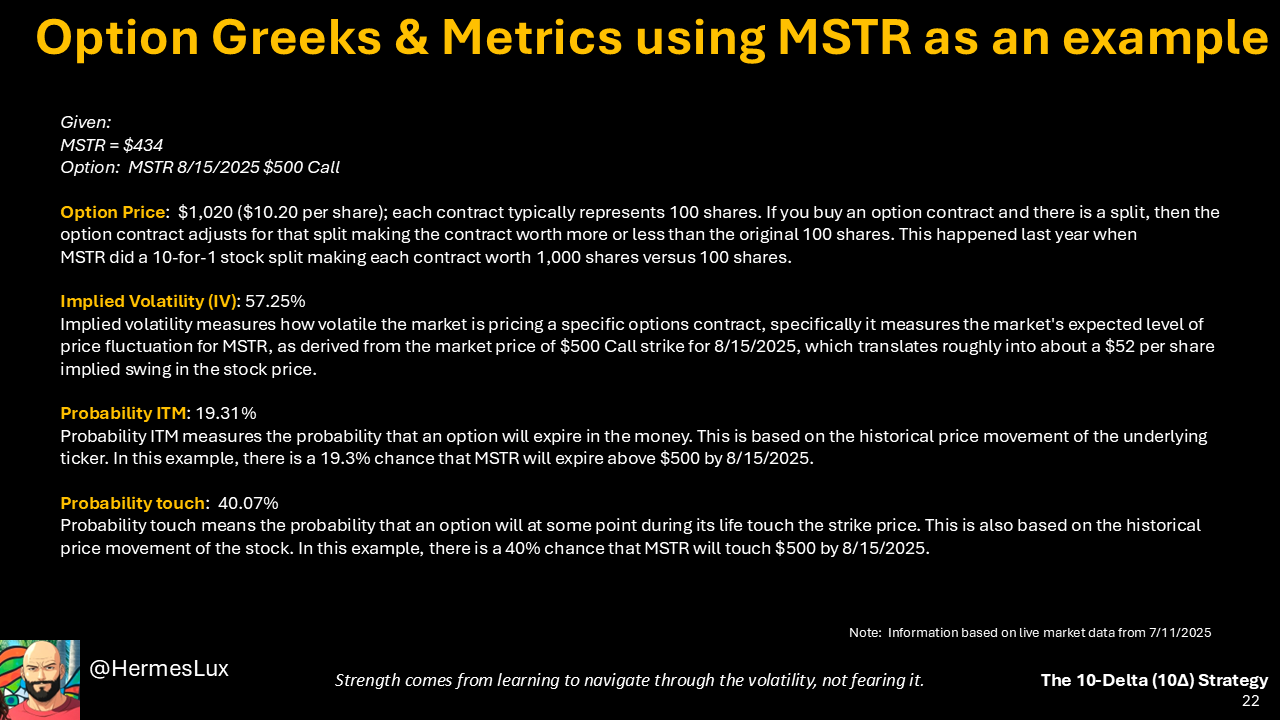 Option Greeks & Metrics using MSTR as an example
Given:
MSTR = $434
Option:  MSTR 8/15/2025 $500 Call
Option Price:  $1,020 ($10.20 per share); each contract typically represents 100 shares. If you buy an option contract and there is a split, then the
option contract adjusts for that split making the contract worth more or less than the original 100 shares. This happened last year when
MSTR did a 10-for-1 stock split making each contract worth 1,000 shares versus 100 shares.
Implied Volatility (IV): 57.25%
Implied volatility measures how volatile the market is pricing a specific options contract, specifically it measures the market's expected level of
price fluctuation for MSTR, as derived from the market price of $500 Call strike for 8/15/2025, which translates roughly into about a $52 per share
implied swing in the stock price.
Probability ITM: 19.31%
Probability ITM measures the probability that an option will expire in the money. This is based on the historical price movement of the underlying
ticker. In this example, there is a 19.3% chance that MSTR will expire above $500 by 8/15/2025.
Probability touch:  40.07%
Probability touch means the probability that an option will at some point during its life touch the strike price. This is also based on the historical
price movement of the stock. In this example, there is a 40% chance that MSTR will touch $500 by 8/15/2025.
Note:  Information based on live market data from 7/11/2025
@HermesLux
Strength comes from learning to navigate through the volatility, not fearing it.
The 10-Delta (10Δ) Strategy
22